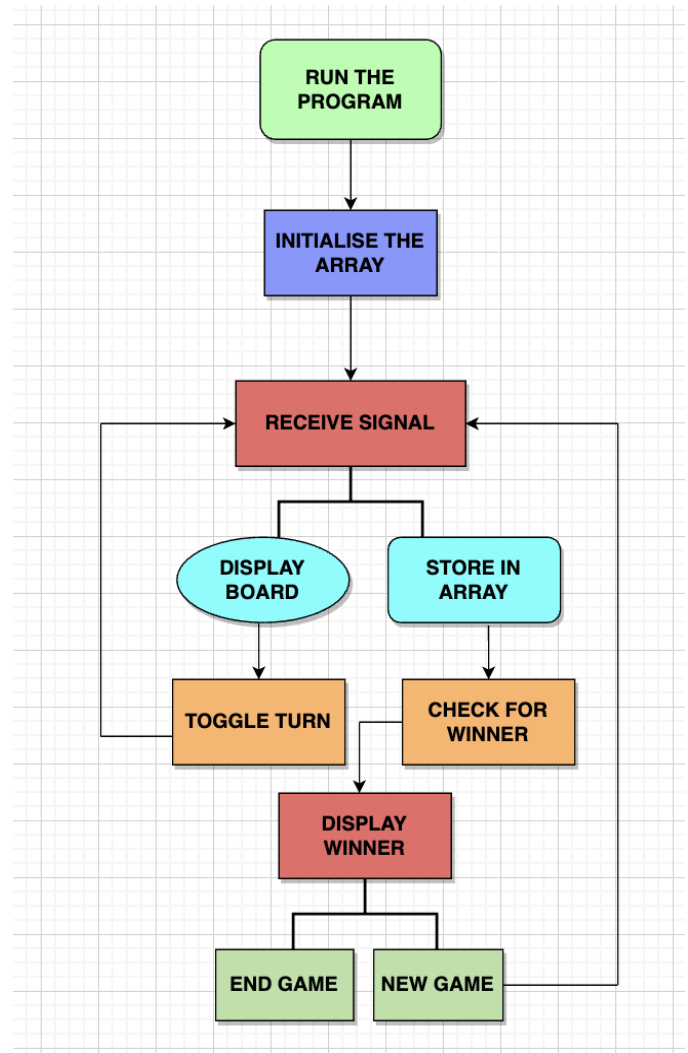 RUN THE
PROGRAM
INITIALISE THE
ARRAY
RECEIVE SIGNAL
DISPLAY
BOARD
STORE IN
ARRAY
TOGGLE TURN
CHECK FOR
WINNER
DISPLAY
WINNER
END GAME
NEW GAME